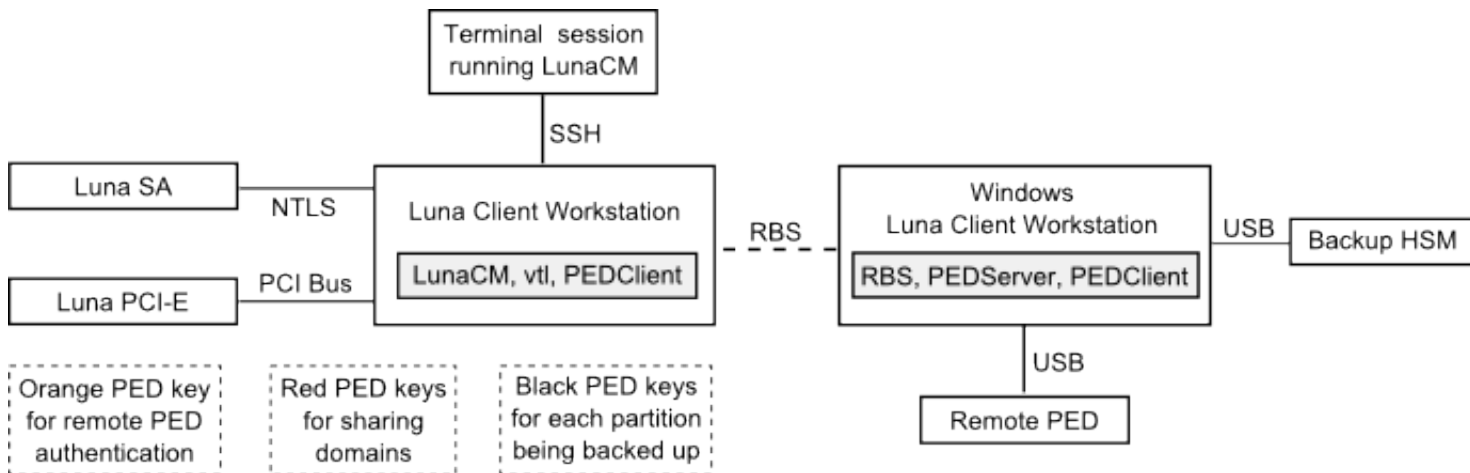 Terminal session
running LunaCM
SSH
Luna SA
NTLS
Luna Client Workstation
LunaCM, vtl, PEDClient
Luna PCI-E
PCI Bus
RBS
Windows
Luna Client Workstation
RBS, PEDServer, PEDClient
USB
Backup HSM
USB
Remote PED
Orange PED key
for remote PED
authentication
Red PED keys
for sharing
domains
Black PED keys
for each partition
being backed up